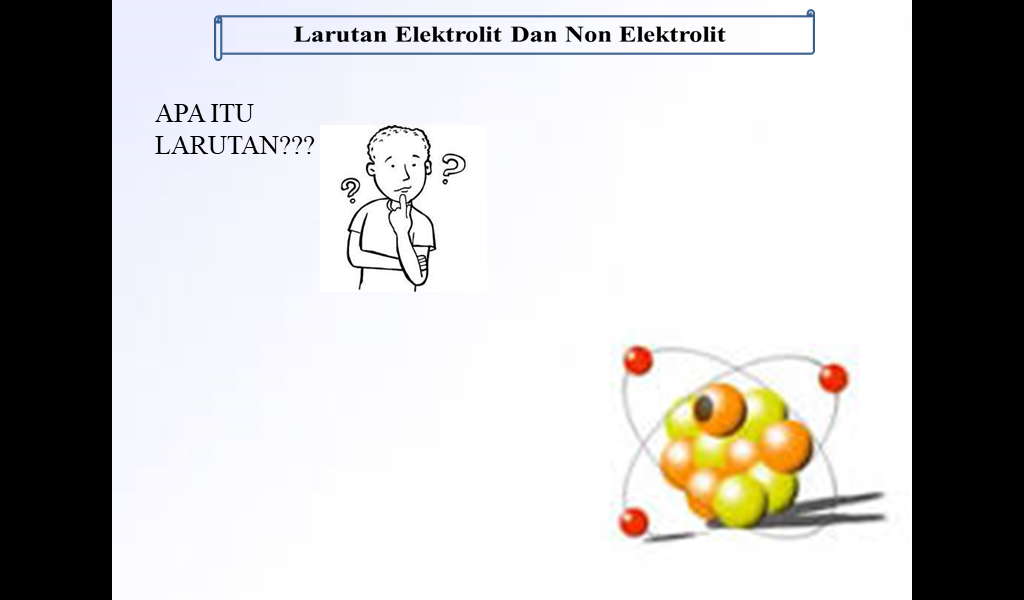 Larutan Elektrolit Dan Non Elektrolit
APA ITU
LARUTAN???
? ?